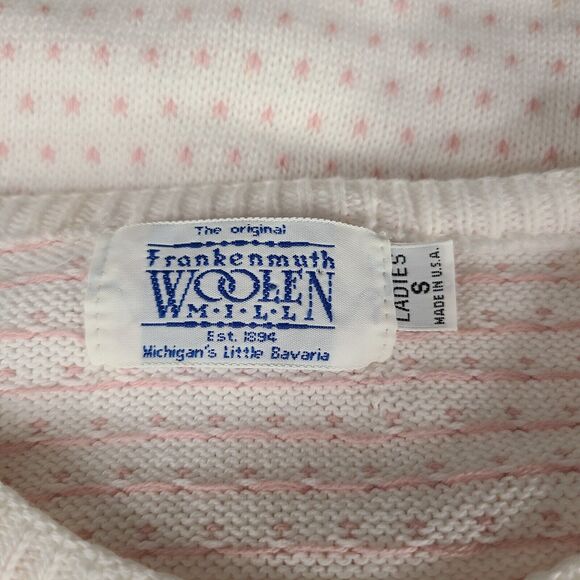 The original
Frankenmuth
WOOLEN
M·I·L·L
Est. 1894
Michigan's Little Bavaria
LADIES
S
MADE IN U.S.A.